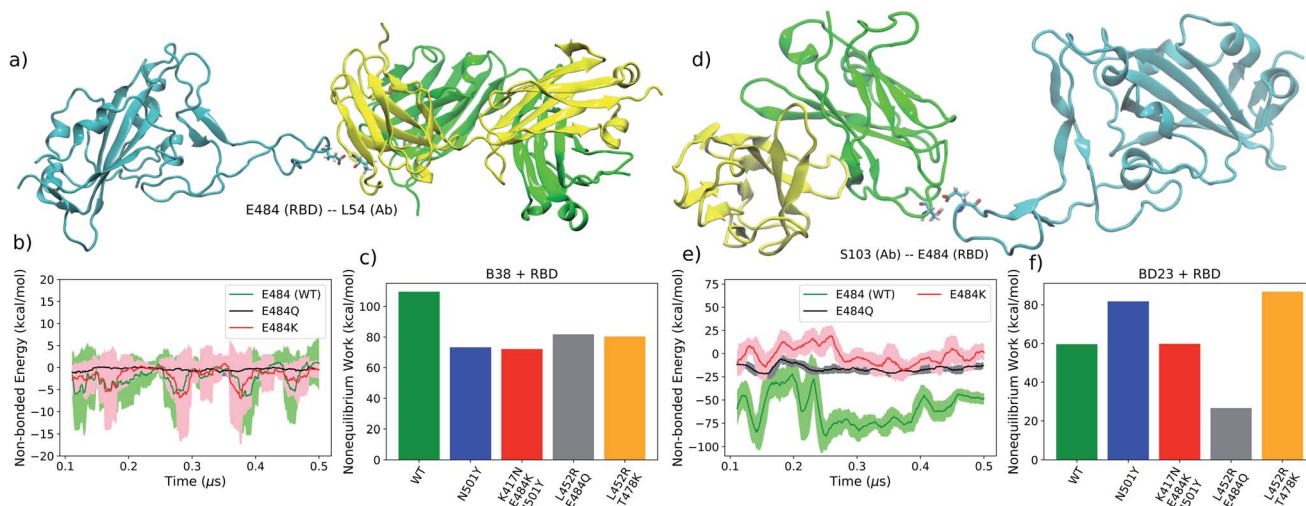 a)
E484 (RBD) -- L54 (Ab)
b)
Non-bonded Energy (kcal/mol)
10
5
0
−5
−10
−15
−20
E484 (WT)
E484Q
E484K
0.1
0.2
0.3
0.4
0.5
Time (μs)
c)
B38 + RBD
Nonequilibrium Work (kcal/mol)
100
80
60
40
20
0
WT
N501Y
K417N
E484K
501Y
L452R
E484Q
L452R
T478K
d)
S103 (Ab) -- E484 (RBD)
e)
Non-bonded Energy (kcal/mol)
75
50
25
0
−25
−50
−75
−100
E484 (WT)
E484Q
E484K
0.1
0.2
0.3
0.4
0.5
Time (μs)
f)
BD23 + RBD
Nonequilibrium Work (kcal/mol)
80
60
40
20
0
WT
N501Y
K417N
E484K
501Y
L452R
E484Q
L452R
T478K